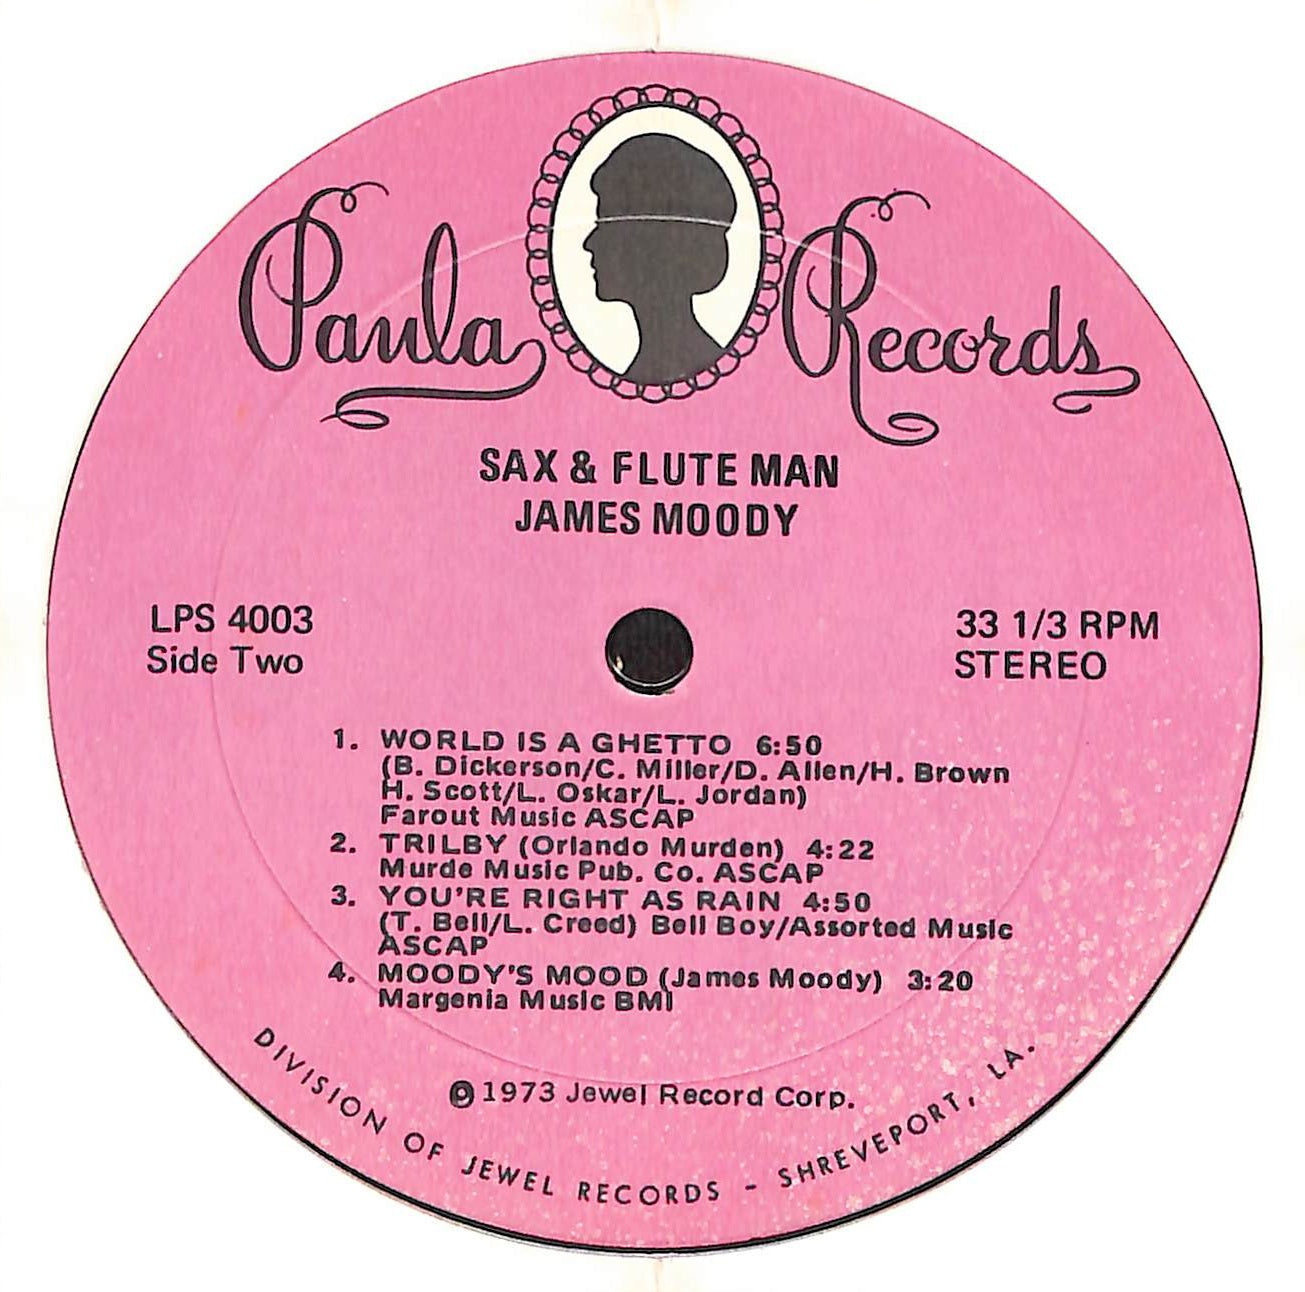 Paula Records
SAX & FLUTE MAN
JAMES MOODY
LPS 4003
Side Two
33 1/3 RPM
STEREO
1. WORLD IS A GHETTO 6:50
(B. Dickerson/C. Miller/D. Allen/H. Brown
H. Scott/L. Oskar/L. Jordan)
Farout Music ASCAP
2. TRILBY (Orlando Murden) 4:22
Murde Music Pub. Co. ASCAP
3. YOU'RE RIGHT AS RAIN 4:50
(T. Bell/L. Creed) Bell Boy/Assorted Music
ASCAP
4. MOODY'S MOOD (James Moody) 3:20
Margenia Music BMI
℗ 1973 Jewel Record Corp.
DIVISION OF JEWEL RECORDS - SHREVEPORT, LA.